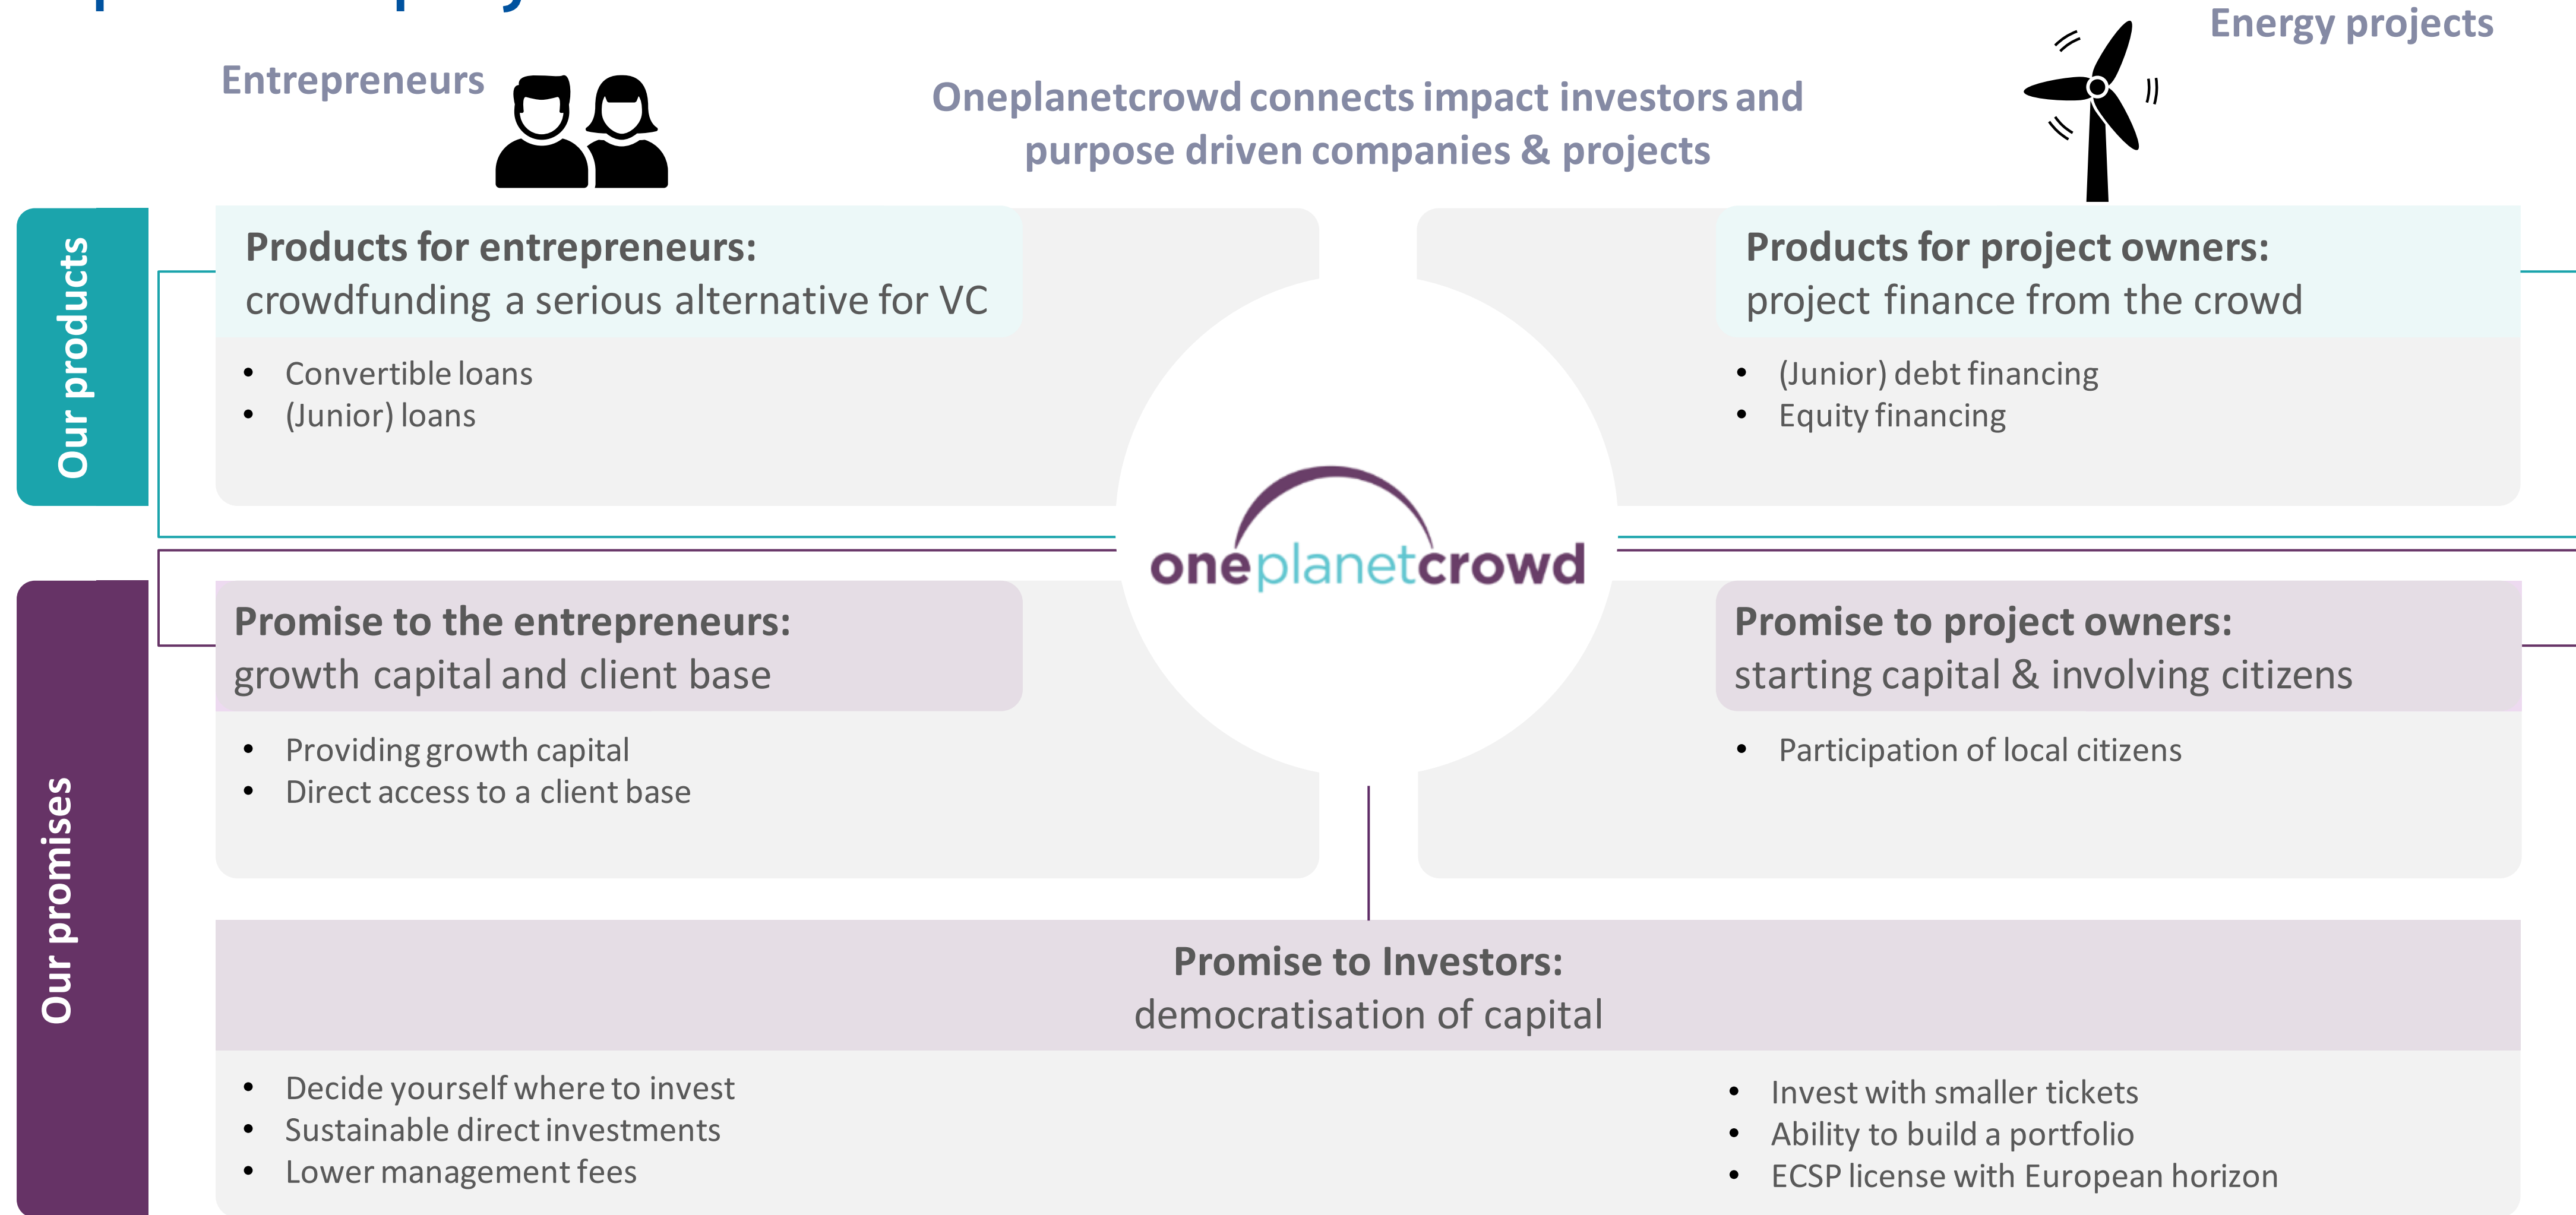 Entrepreneurs
Energy projects
Oneplanetcrowd connects impact investors and
purpose driven companies & projects
Our products
Products for entrepreneurs:
crowdfunding a serious alternative for VC
• Convertible loans
• (Junior) loans
Products for project owners:
project finance from the crowd
• (Junior) debt financing
• Equity financing
oneplanetcrowd
Our promises
Promise to the entrepreneurs:
growth capital and client base
• Providing growth capital
• Direct access to a client base
Promise to project owners:
starting capital & involving citizens
• Participation of local citizens
Promise to Investors:
democratisation of capital
• Decide yourself where to invest
• Sustainable direct investments
• Lower management fees
• Invest with smaller tickets
• Ability to build a portfolio
• ECSP license with European horizon